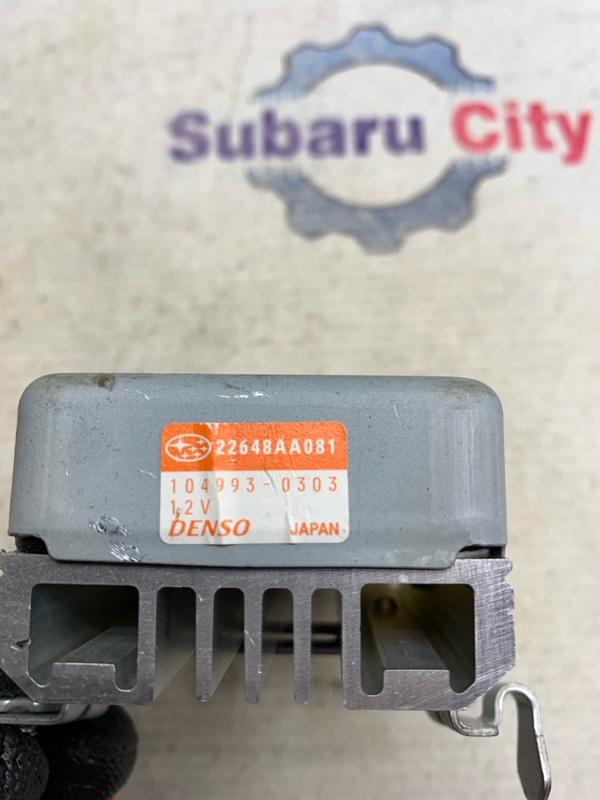 Subaru City
22648AA081
104993-0303
12V
DENSO JAPAN